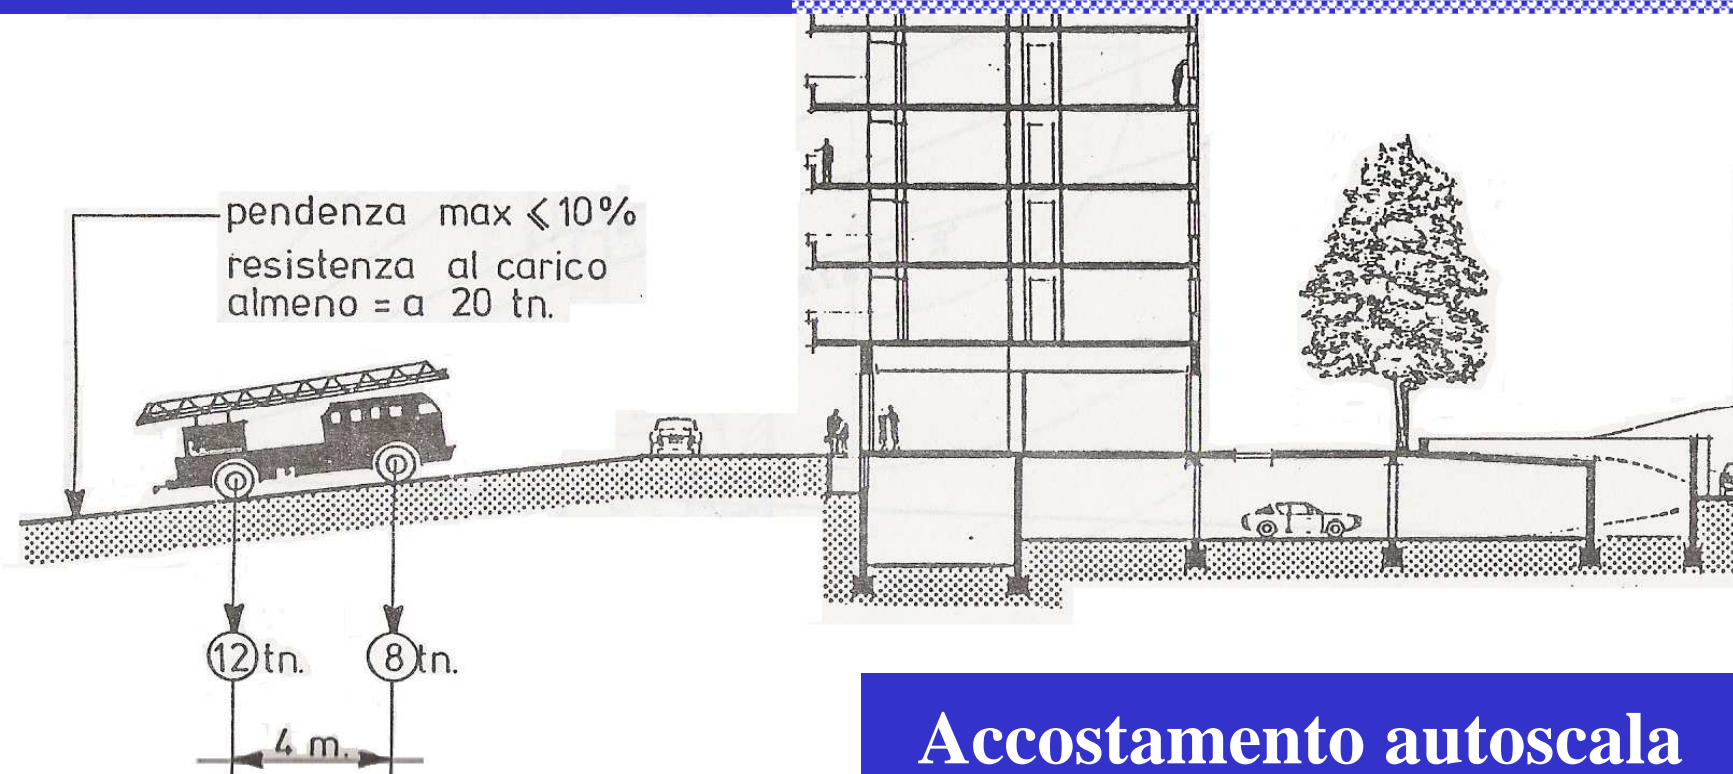 pendenza max ⩽ 10%
resistenza al carico
almeno = a 20 tn.
12 tn.
8 tn.
4 m.
Accostamento autoscala